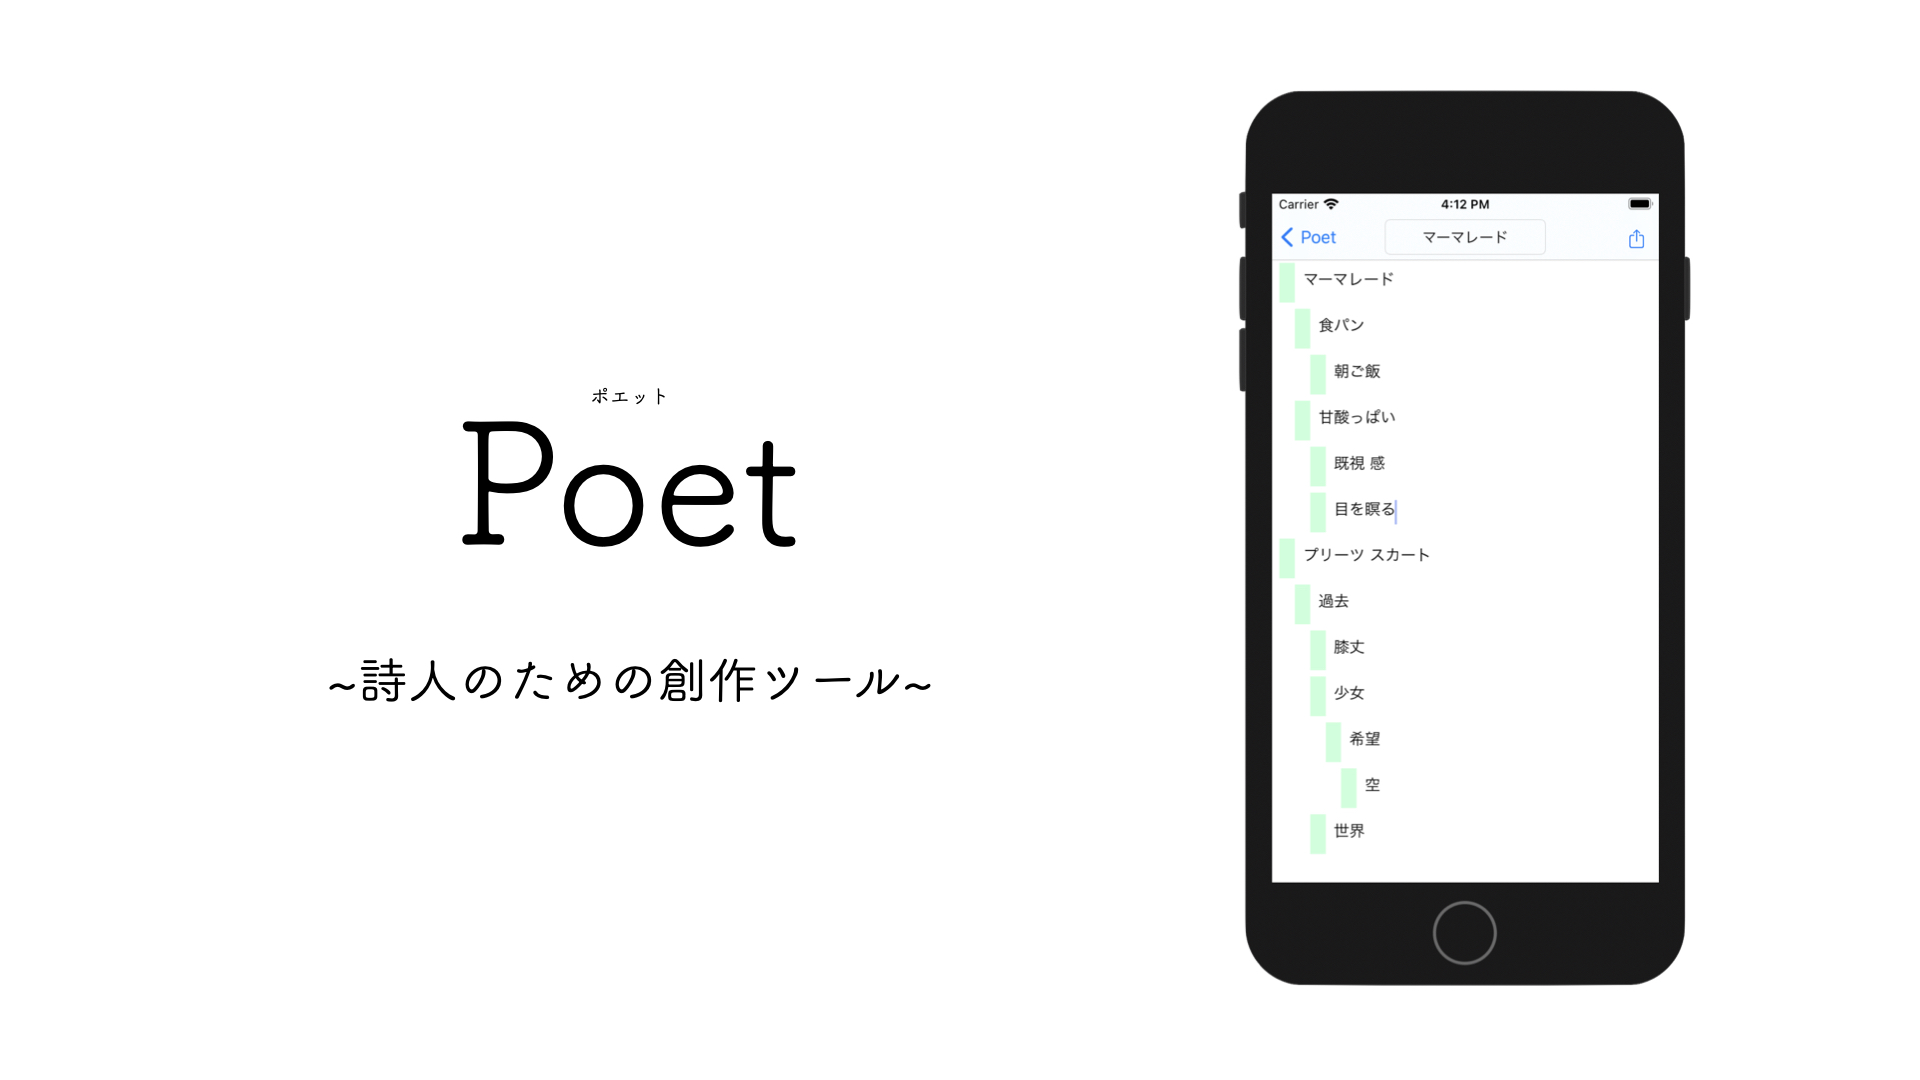 ポエット
Poet
~詩人のための創作ツール~
Carrier 4:12 PM
Poet マーマレード
マーマレード
食パン
朝ご飯
甘酸っぱい
既視 感
目を瞑る
プリーツ スカート
過去
膝丈
少女
希望
空
世界